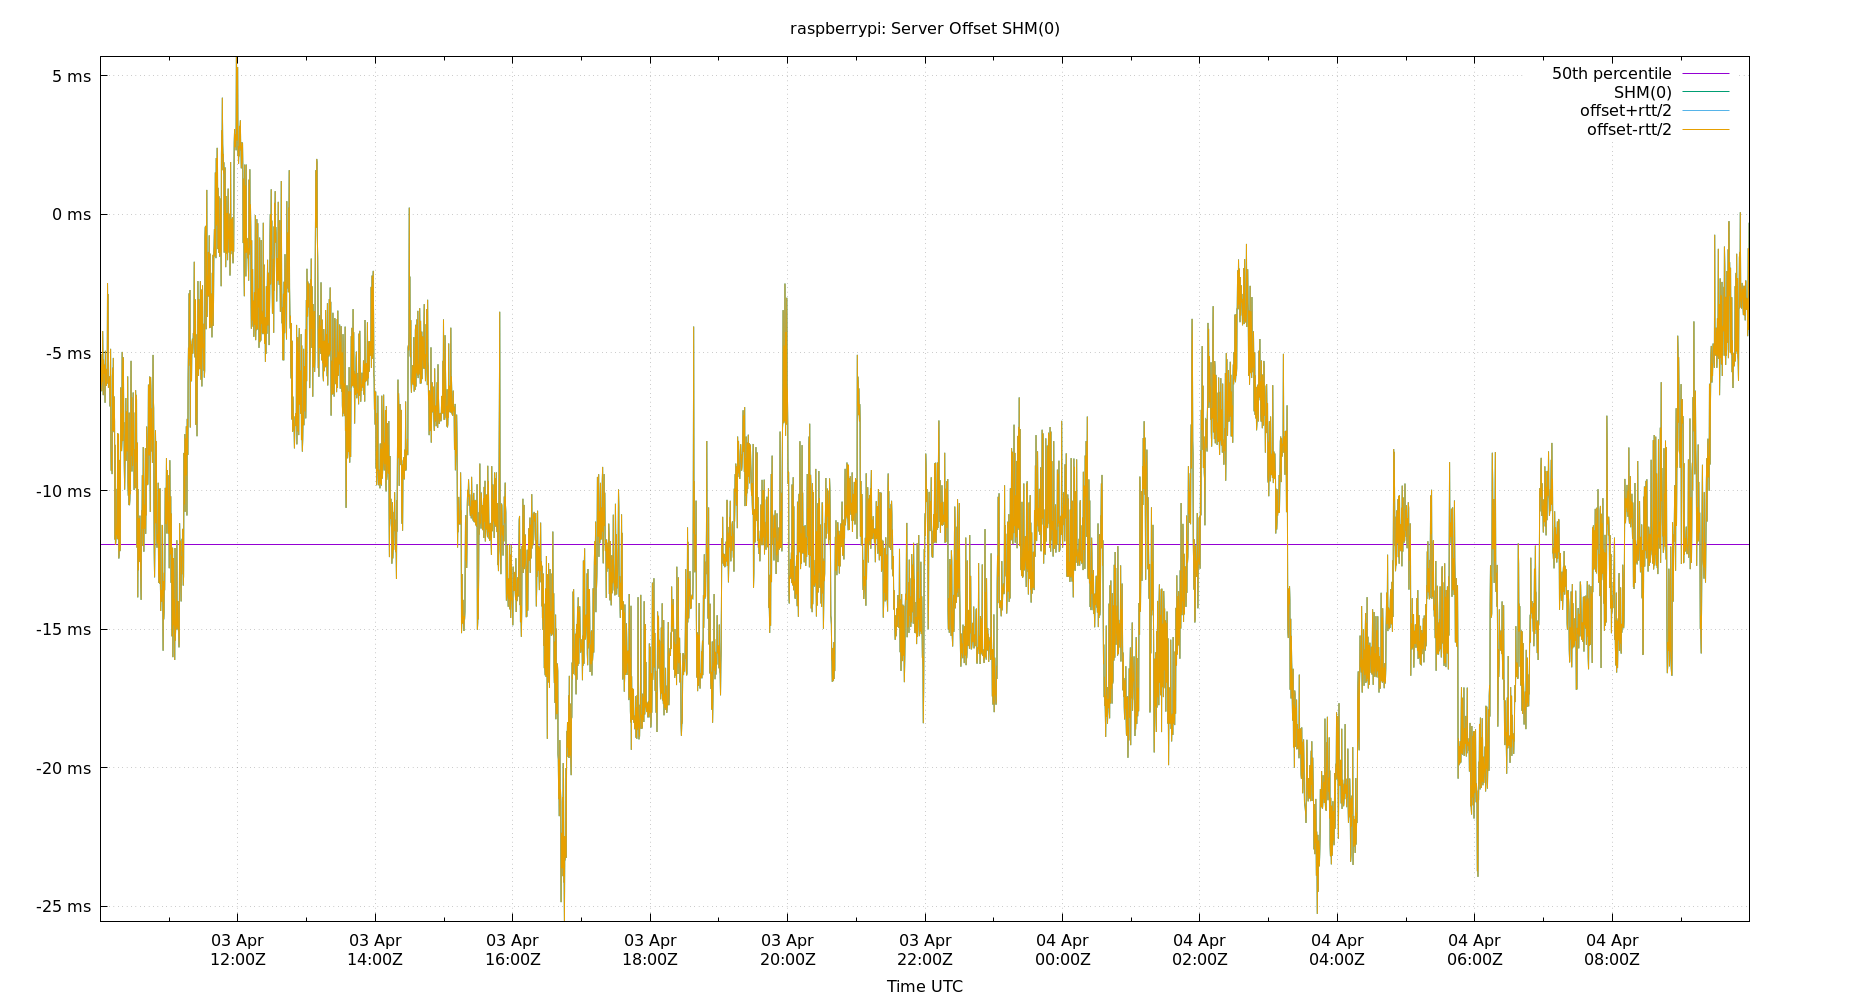 raspberrypi: Server Offset SHM(0)
50th percentile
SHM(0)
offset+rtt/2
offset-rtt/2
5 ms
0 ms
-5 ms
-10 ms
-15 ms
-20 ms
-25 ms
03 Apr 03 Apr 03 Apr 03 Apr 03 Apr 03 Apr 04 Apr 04 Apr 04 Apr 04 Apr 04 Apr
12:00Z 14:00Z 16:00Z 18:00Z 20:00Z 22:00Z 00:00Z 02:00Z 04:00Z 06:00Z 08:00Z
Time UTC